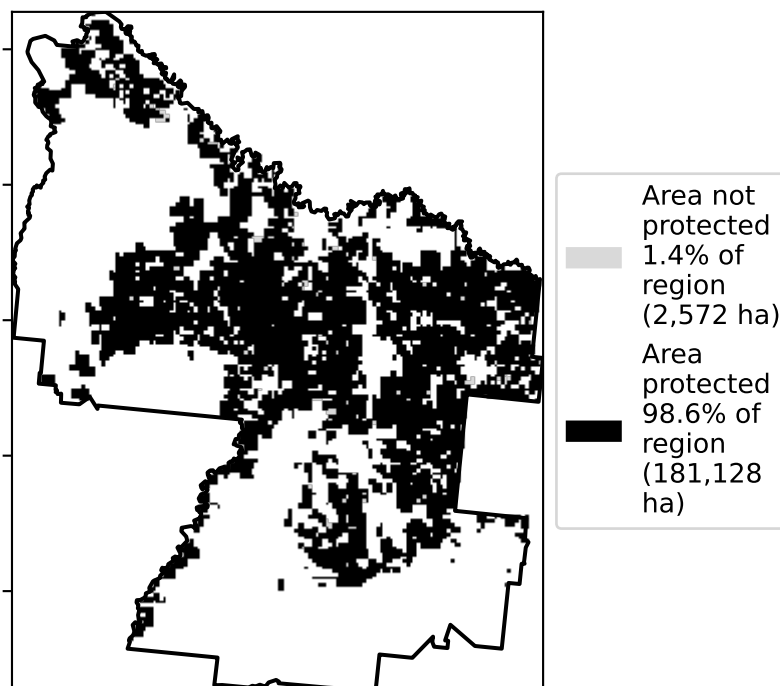 Area not
protected
1.4% of
region
(2,572 ha)
Area
protected
98.6% of
region
(181,128
ha)